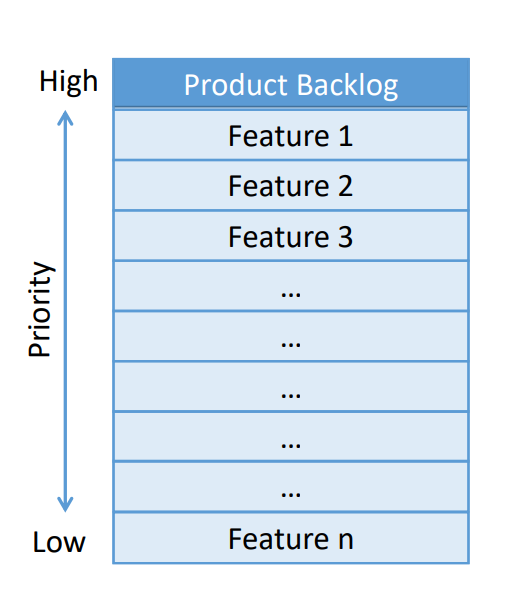 High
Product Backlog
Feature 1
Feature 2
Feature 3
...
...
...
...
...
Feature n
Priority
Low